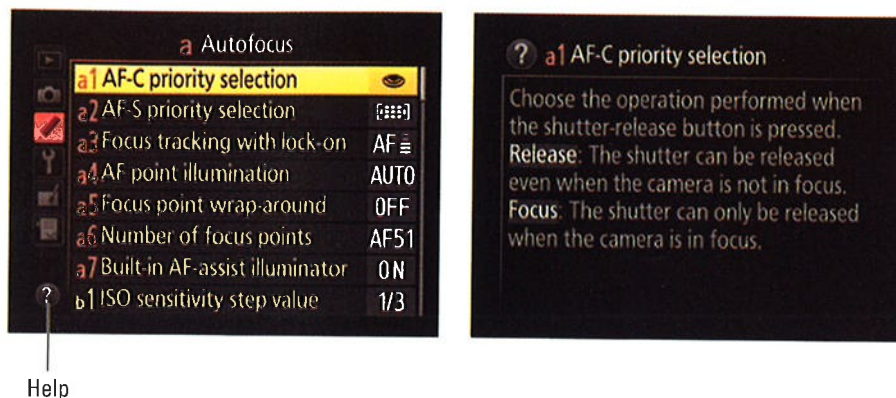 a Autofocus
a1 AF-C priority selection
a2 AF-S priority selection
a3 Focus tracking with lock-on AF
a4 AF point illumination AUTO
a5 Focus point wrap-around OFF
a6 Number of focus points AF51
a7 Built-in AF-assist illuminator ON
b1 ISO sensitivity step value 1/3
?
Help
? a1 AF-C priority selection
Choose the operation performed when
the shutter-release button is pressed.
Release: The shutter can be released
even when the camera is not in focus.
Focus: The shutter can only be released
when the camera is in focus.